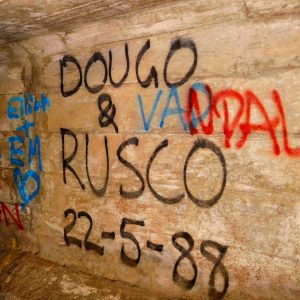 DOUGO
&
VANDAL
RUSCO
22-5-88